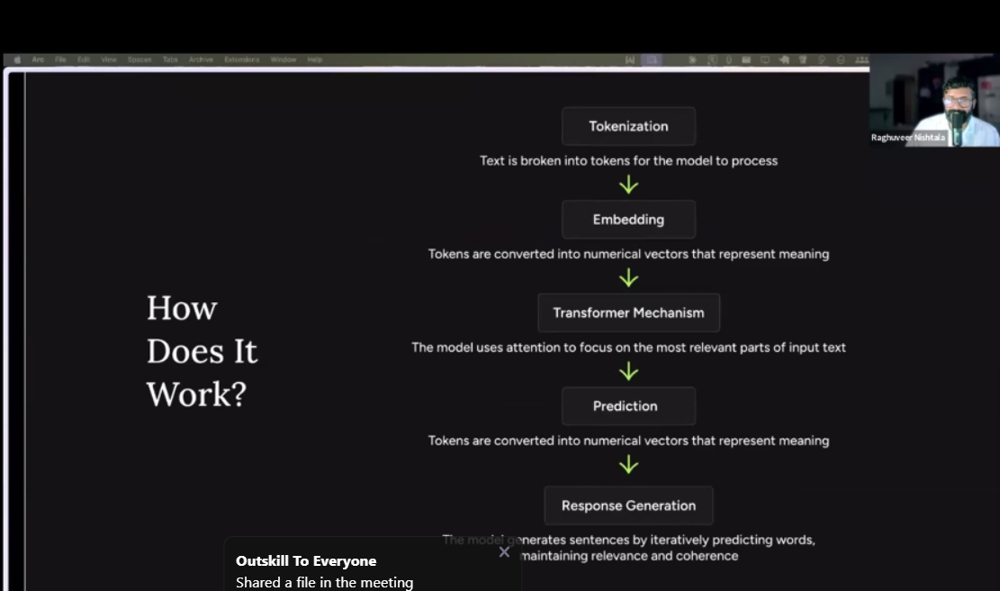 Arc File Edit View Spaces Tabs Archive Extensions Window Help
Raghuveer Nishtala
How
Does It
Work?
Tokenization
Text is broken into tokens for the model to process
Embedding
Tokens are converted into numerical vectors that represent meaning
Transformer Mechanism
The model uses attention to focus on the most relevant parts of input text
Prediction
Tokens are converted into numerical vectors that represent meaning
Response Generation
The model generates sentences by iteratively predicting words,
maintaining relevance and coherence
Outskill To Everyone
Shared a file in the meeting